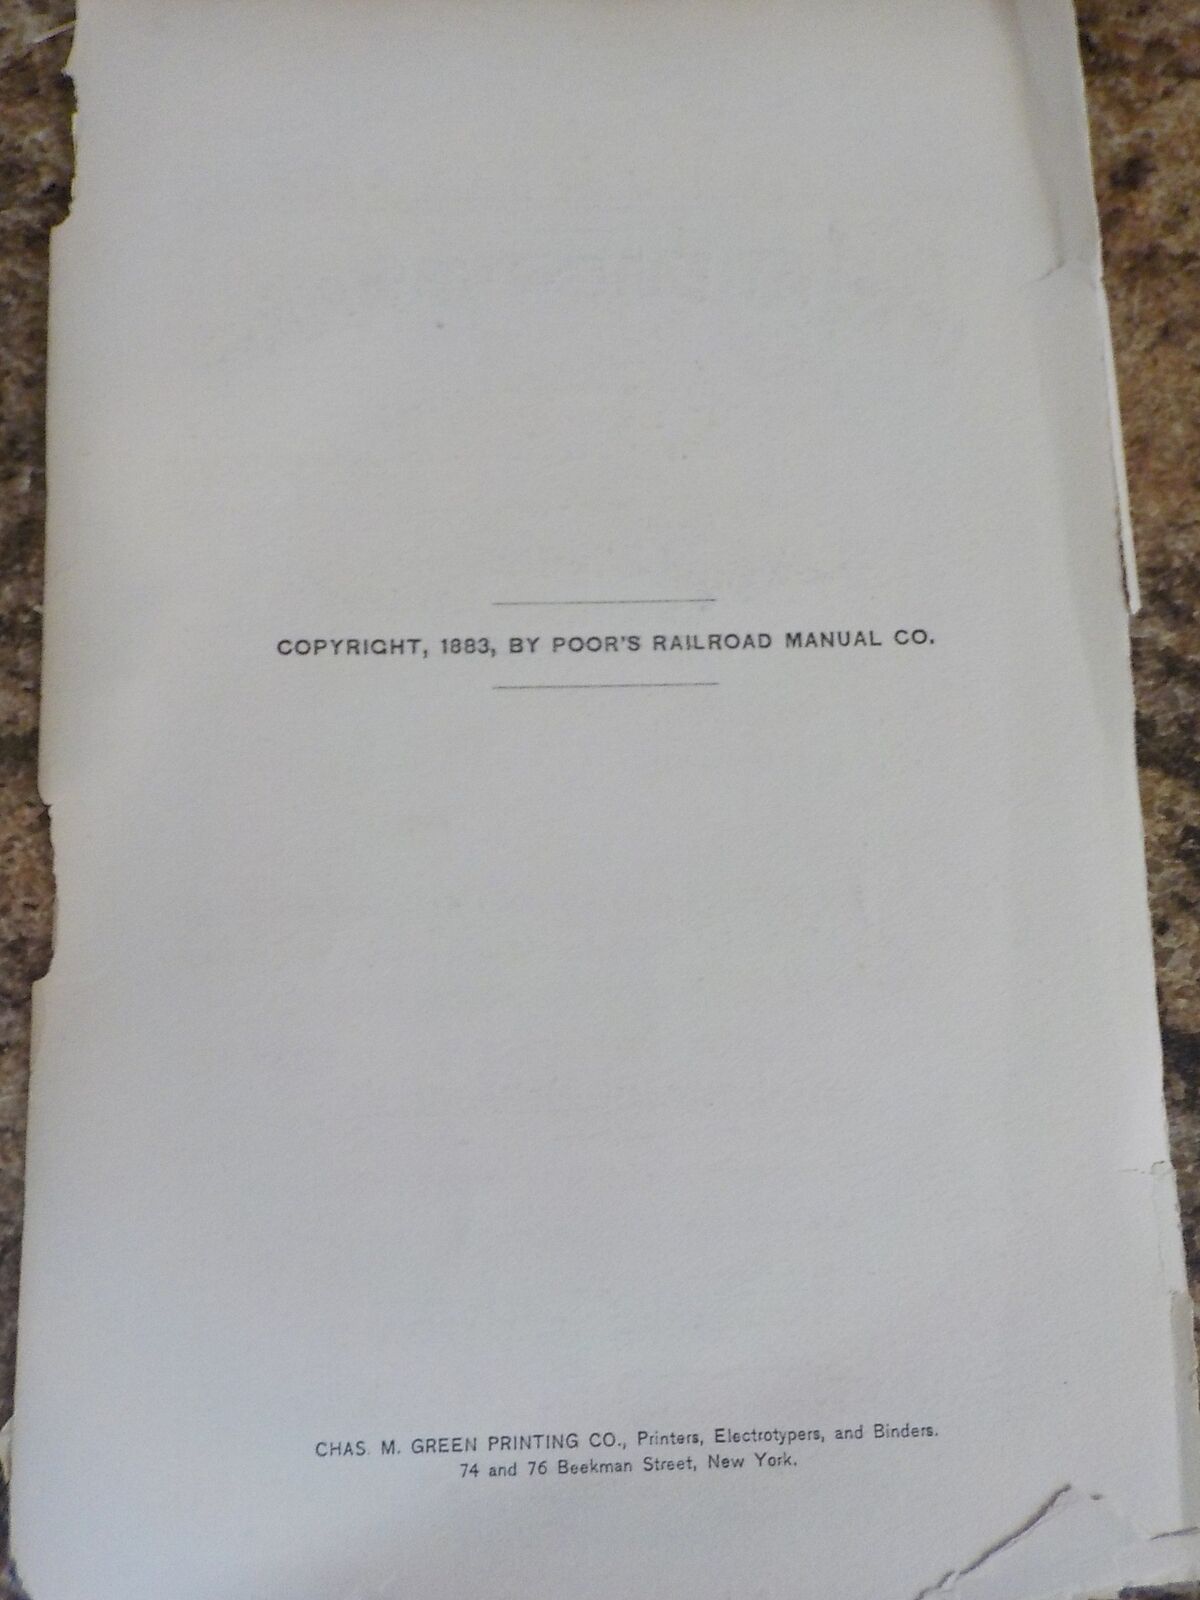 COPYRIGHT, 1883, BY POOR'S RAILROAD MANUAL CO.
CHAS. M. GREEN PRINTING CO., Printers, Electrotypers, and Binders.
74 and 76 Beekman Street, New York.